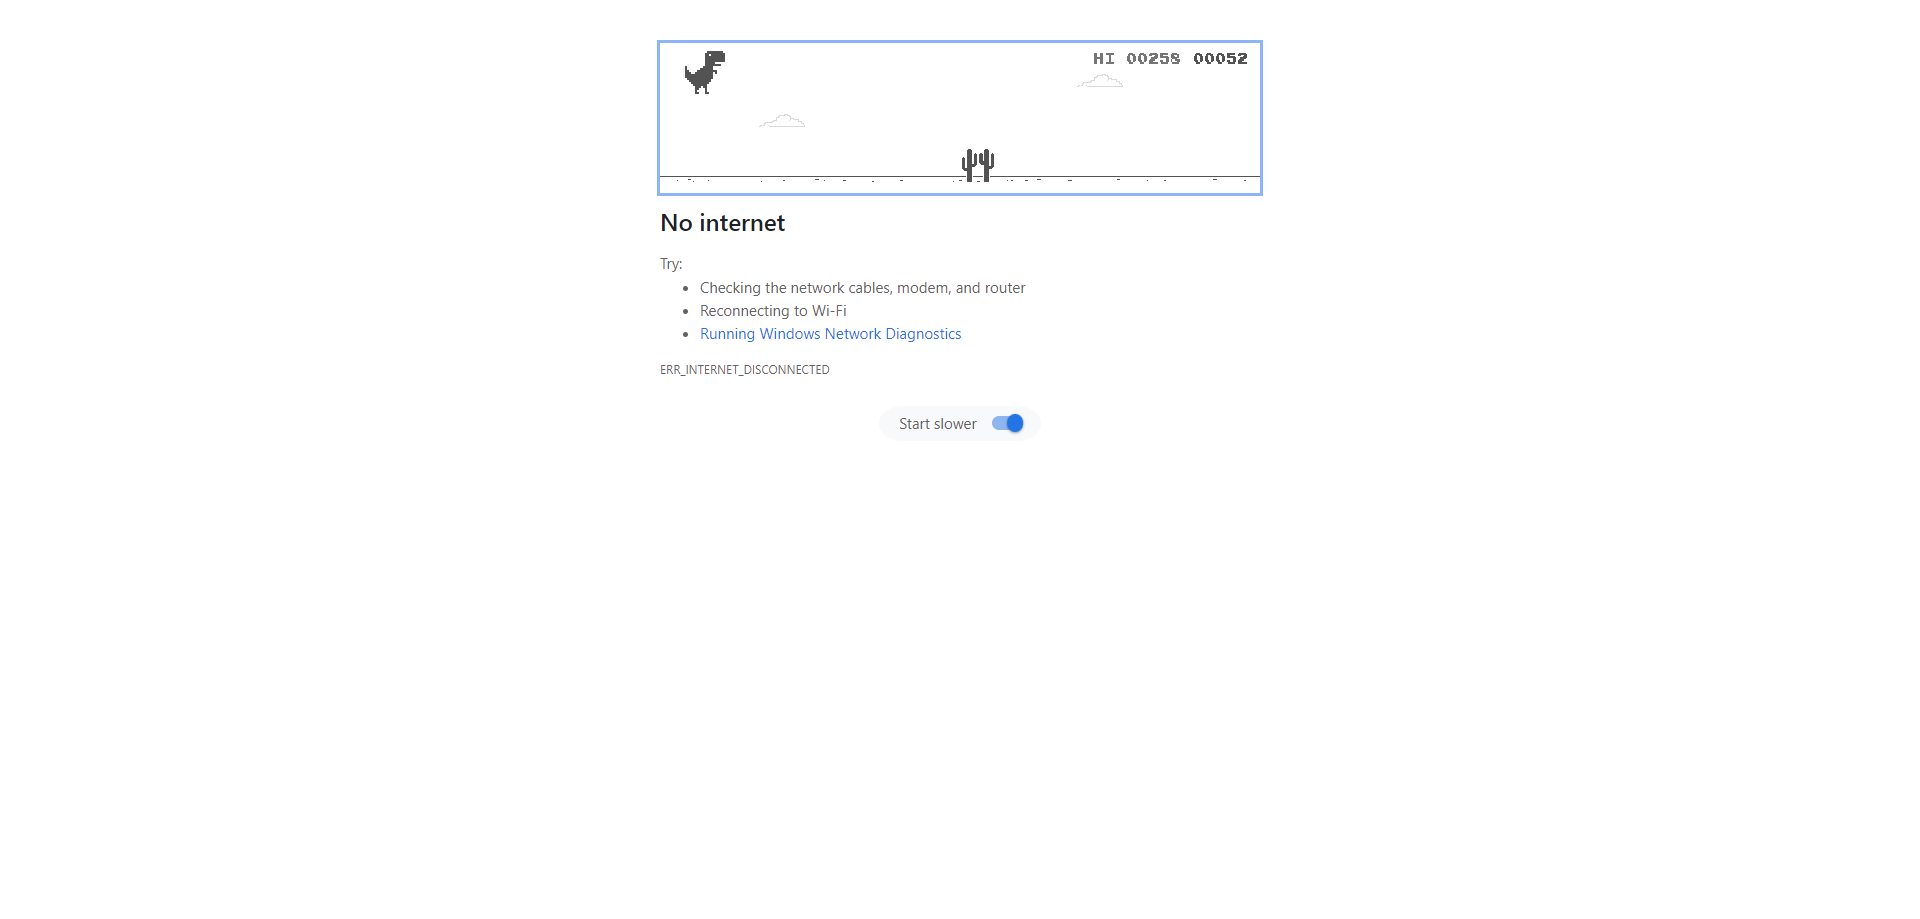 HI 00258 00052
No internet
Try:
Checking the network cables, modem, and router
Reconnecting to Wi-Fi
Running Windows Network Diagnostics
ERR_INTERNET_DISCONNECTED
Start slower